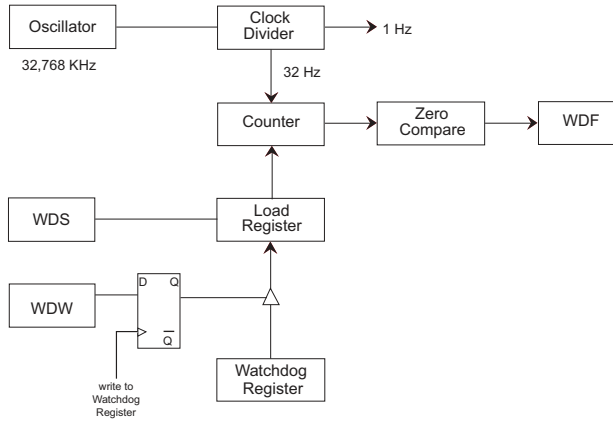 Oscillator
Clock
Divider
1 Hz
32,768 KHz
32 Hz
Counter
Zero
Compare
WDF
WDS
Load
Register
D Q
WDW
Q
Watchdog
Register
write to
Watchdog
Register